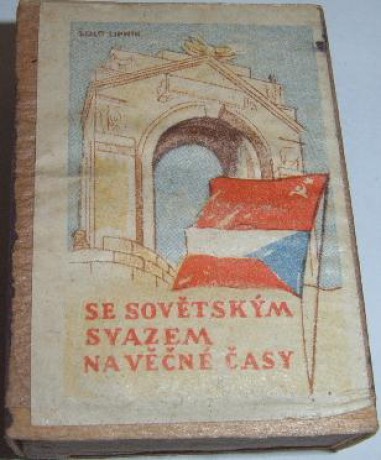 SOLO LIPNÍK
SE SOVĚTSKÝM
SVAZEM
NA VĚČNÉ ČASY